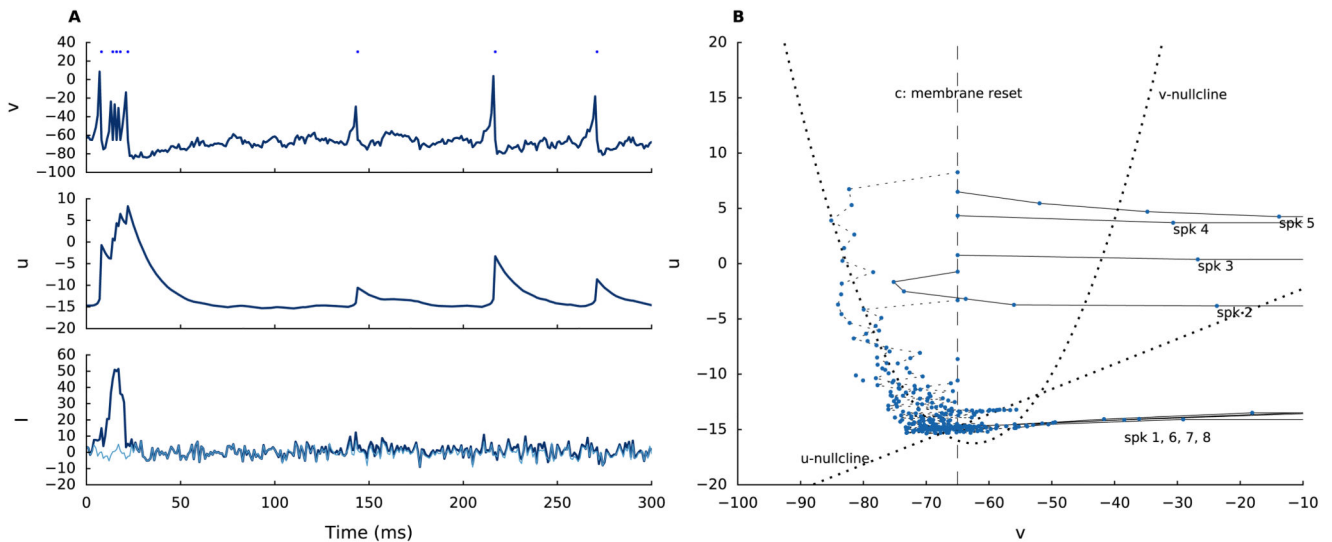 A
40
20
0
−20
−40
−60
−80
−100
v
10
5
0
−5
−10
−15
−20
u
60
50
40
30
20
10
0
−10
−20
I
0 50 100 150 200 250 300
Time (ms)
B
20
15
10
5
0
−5
−10
−15
−20
u
c: membrane reset
v-nullcline
spk 5
spk 4
spk 3
spk 2
spk 1, 6, 7, 8
u-nullcline
−100 −90 −80 −70 −60 −50 −40 −30 −20 −10
v